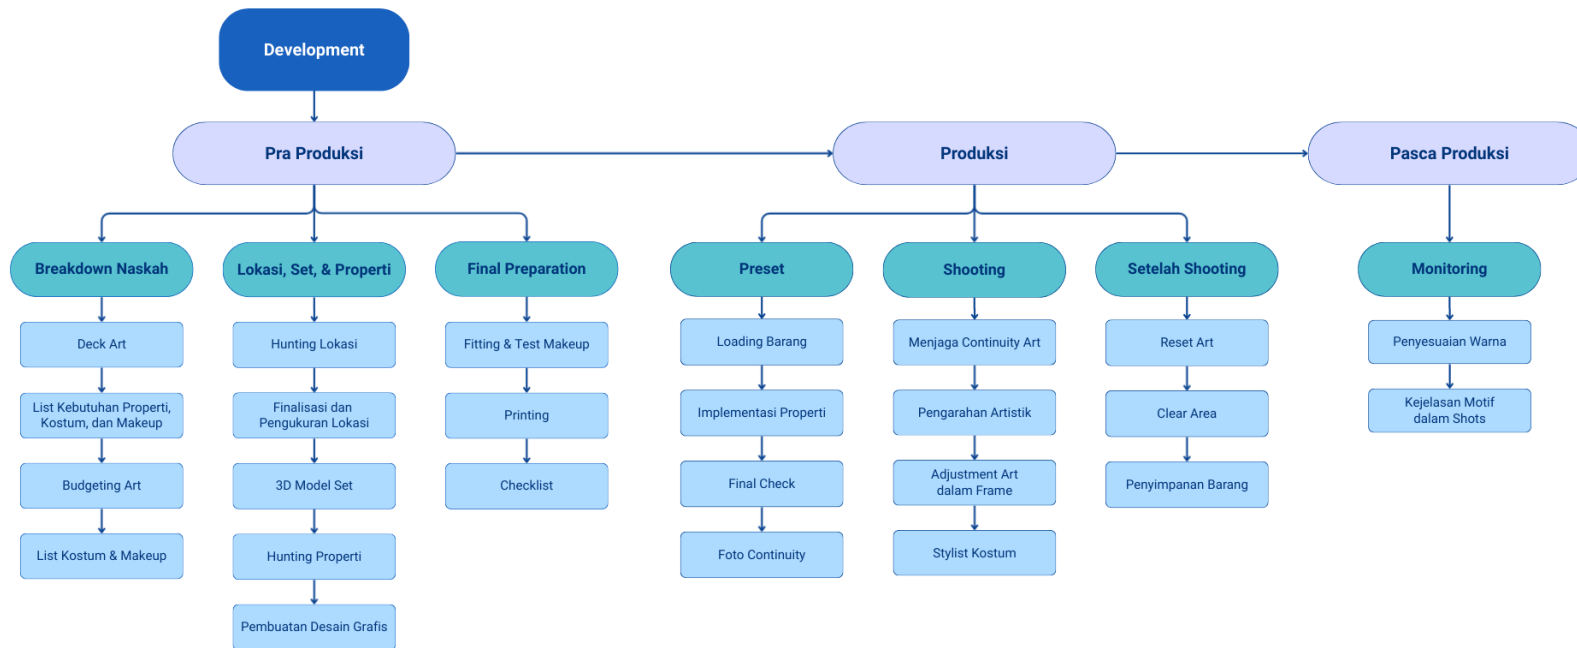 Development
Pra Produksi
Produksi
Pasca Produksi
Breakdown Naskah
Lokasi, Set, & Properti
Final Preparation
Preset
Shooting
Setelah Shooting
Monitoring
Deck Art
List Kebutuhan Properti,
Kostum, dan Makeup
Budgeting Art
List Kostum & Makeup
Hunting Lokasi
Finalisasi dan
Pengukuran Lokasi
3D Model Set
Hunting Properti
Pembuatan Desain Grafis
Fitting & Test Makeup
Printing
Checklist
Loading Barang
Implementasi Properti
Final Check
Foto Continuity
Menjaga Continuity Art
Pengarahan Artistik
Adjustment Art
dalam Frame
Stylist Kostum
Reset Art
Clear Area
Penyimpanan Barang
Penyesuaian Warna
Kejelasan Motif
dalam Shots